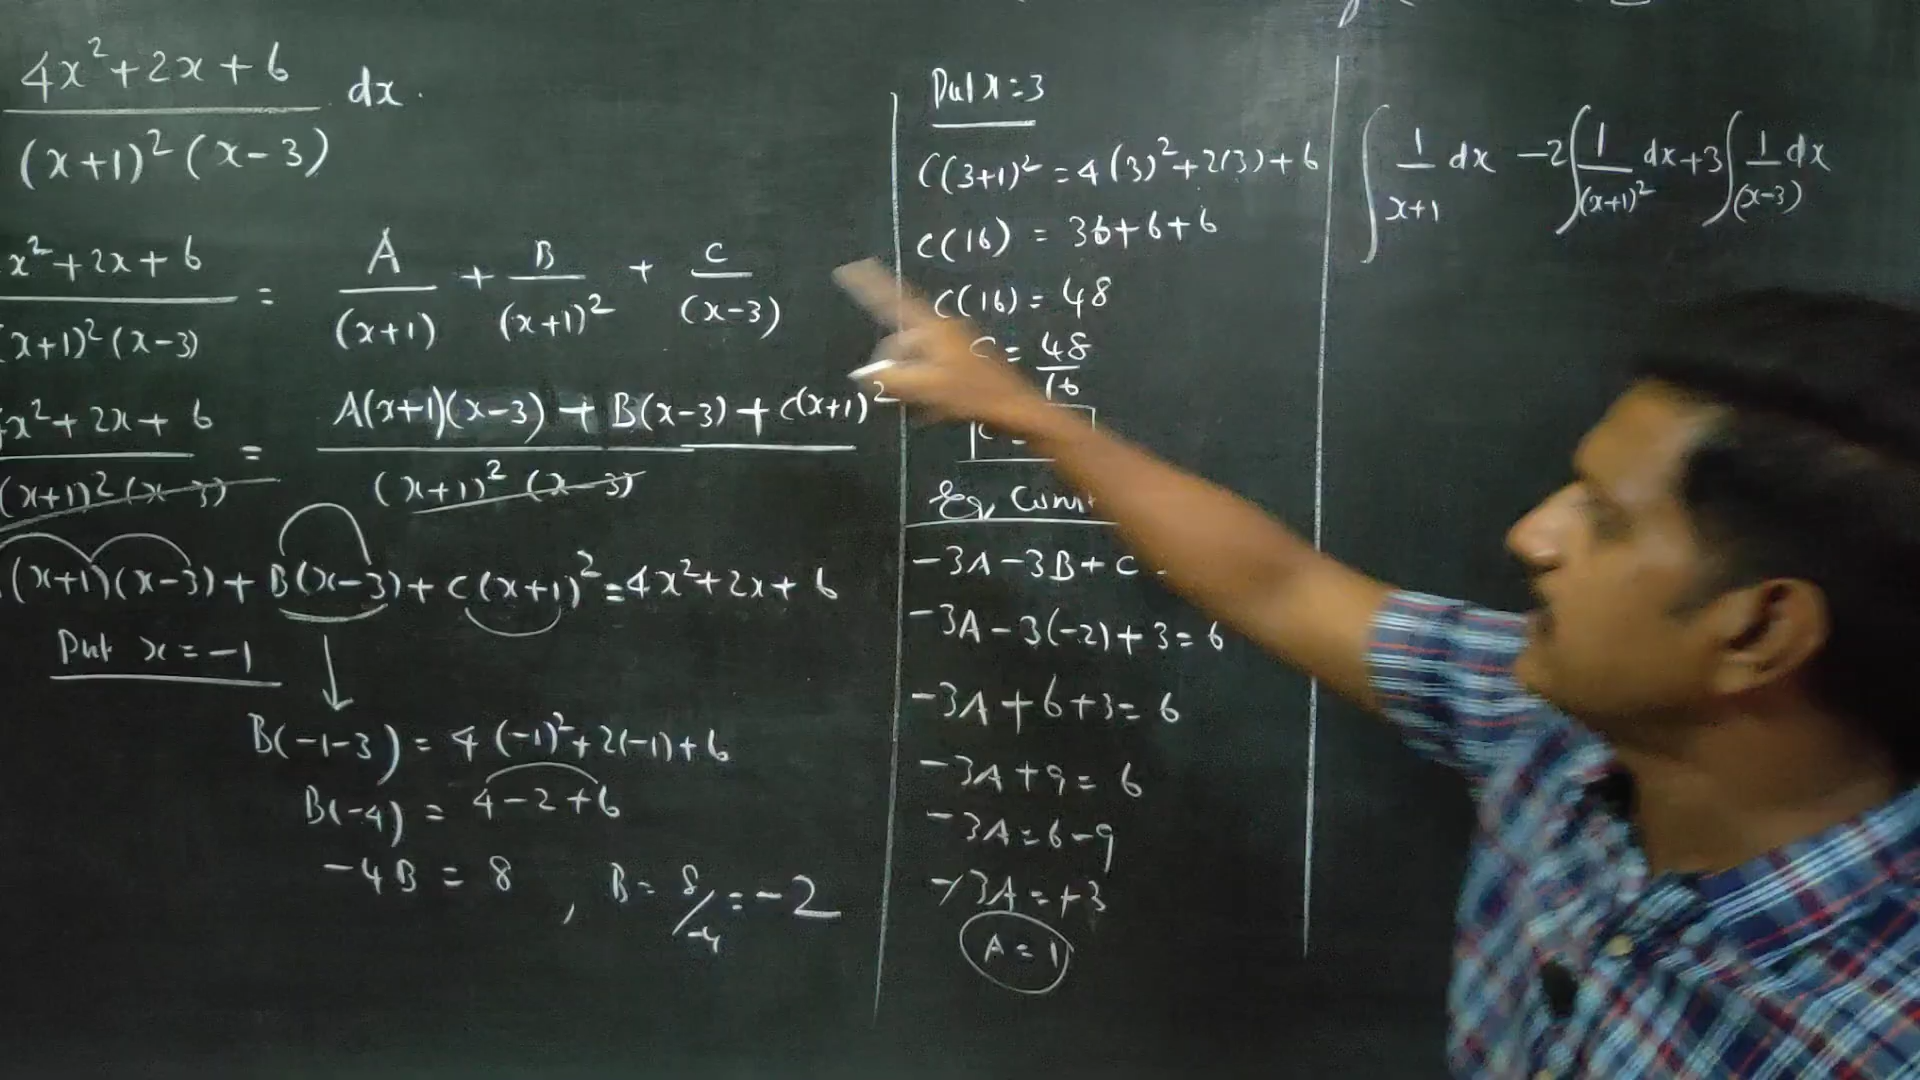 4x²+2x+6
dx.
(x+1)²(x-3)
x²+2x+6 = A + B + C
(x+1)²(x-3) (x+1) (x+1)² (x-3)
x²+2x+6 = A(x+1)(x-3)+B(x-3)+C(x+1)²
(x+1)²(x-3) (x+1)²(x-3)
(x+1)(x-3)+B(x-3)+C(x+1)²=4x²+2x+6
Put x=-1
B(-1-3)=4(-1)²+2(-1)+6
B(-4)=4-2+6
-4B=8, B=8/-4=-2
Put x=3
C(3+1)²=4(3)²+2(3)+6
C(16)=36+6+6
C(16)=48
C=48
16
-3A-3B+C
-3A-3(-2)+3=6
-3A+6+3=6
-3A+9=6
-3A=6-9
-3A=+3
A=1
∫ 1/x+1 dx -2∫ 1/(x+1)² dx+3∫ 1/(x-3) dx